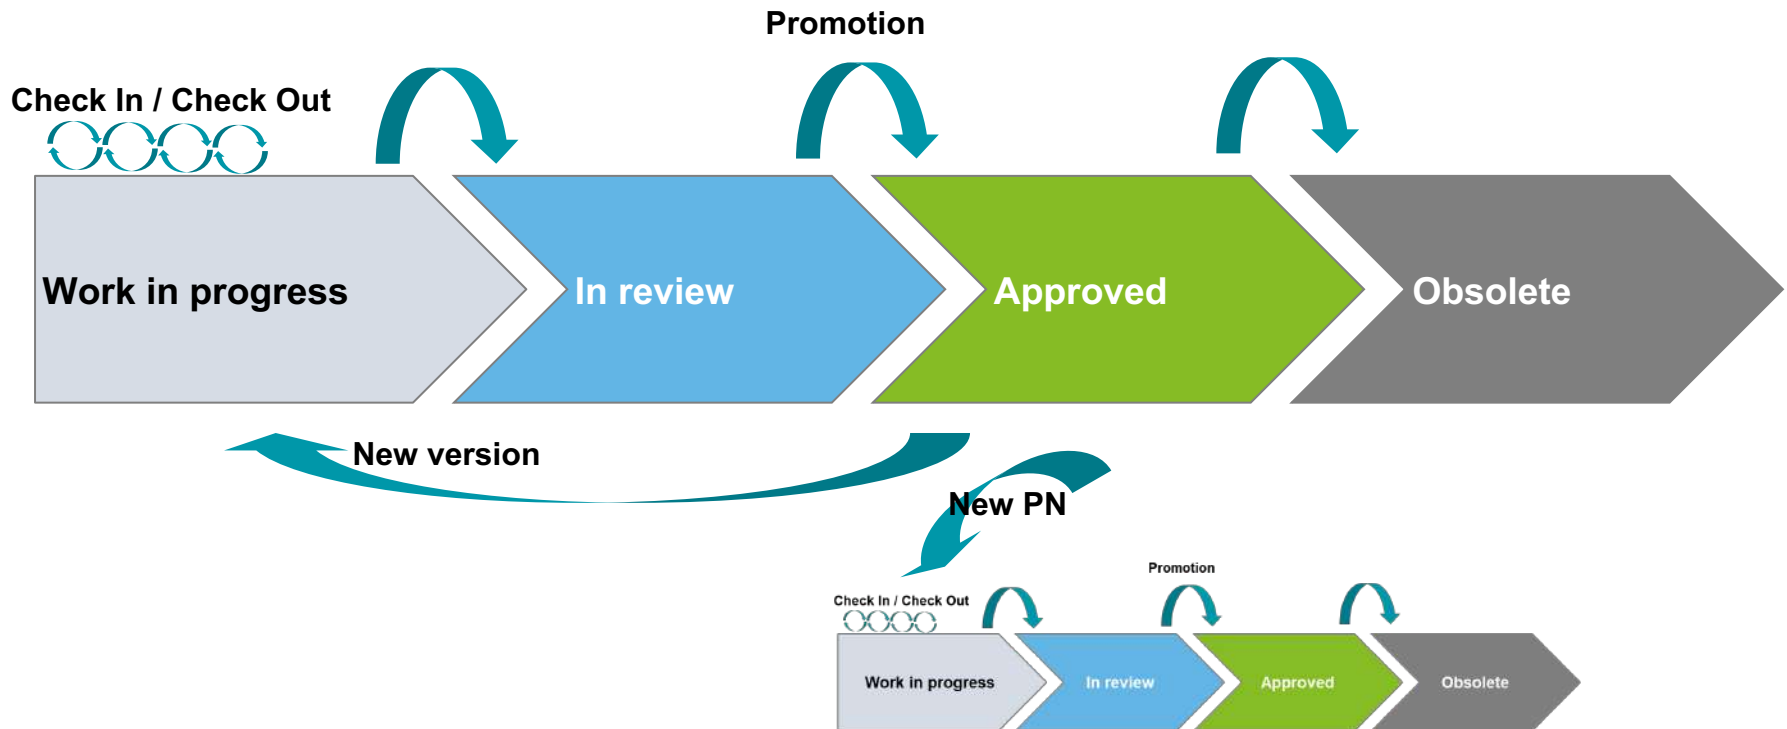 Promotion
Check In / Check Out
Work in progress
In review
Approved
Obsolete
New version
New PN
Promotion
Check In / Check Out
Work in progress
In review
Approved
Obsolete